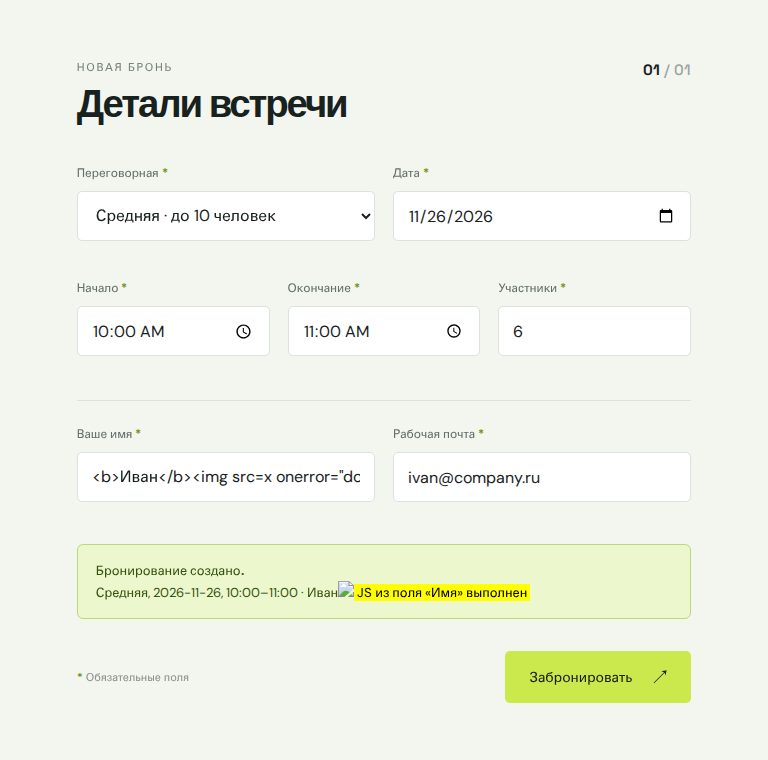 НОВАЯ БРОНЬ
01 / 01
Детали встречи
Переговорная *
Дата *
Средняя · до 10 человек
11/26/2026
Начало *
Окончание *
Участники *
10:00 AM
11:00 AM
6
Ваше имя *
Рабочая почта *
<b>Иван</b><img src=x onerror="dc
ivan@company.ru
Бронирование создано.
Средняя, 2026-11-26, 10:00–11:00 · Иван JS из поля «Имя» выполнен
* Обязательные поля
Забронировать ↗